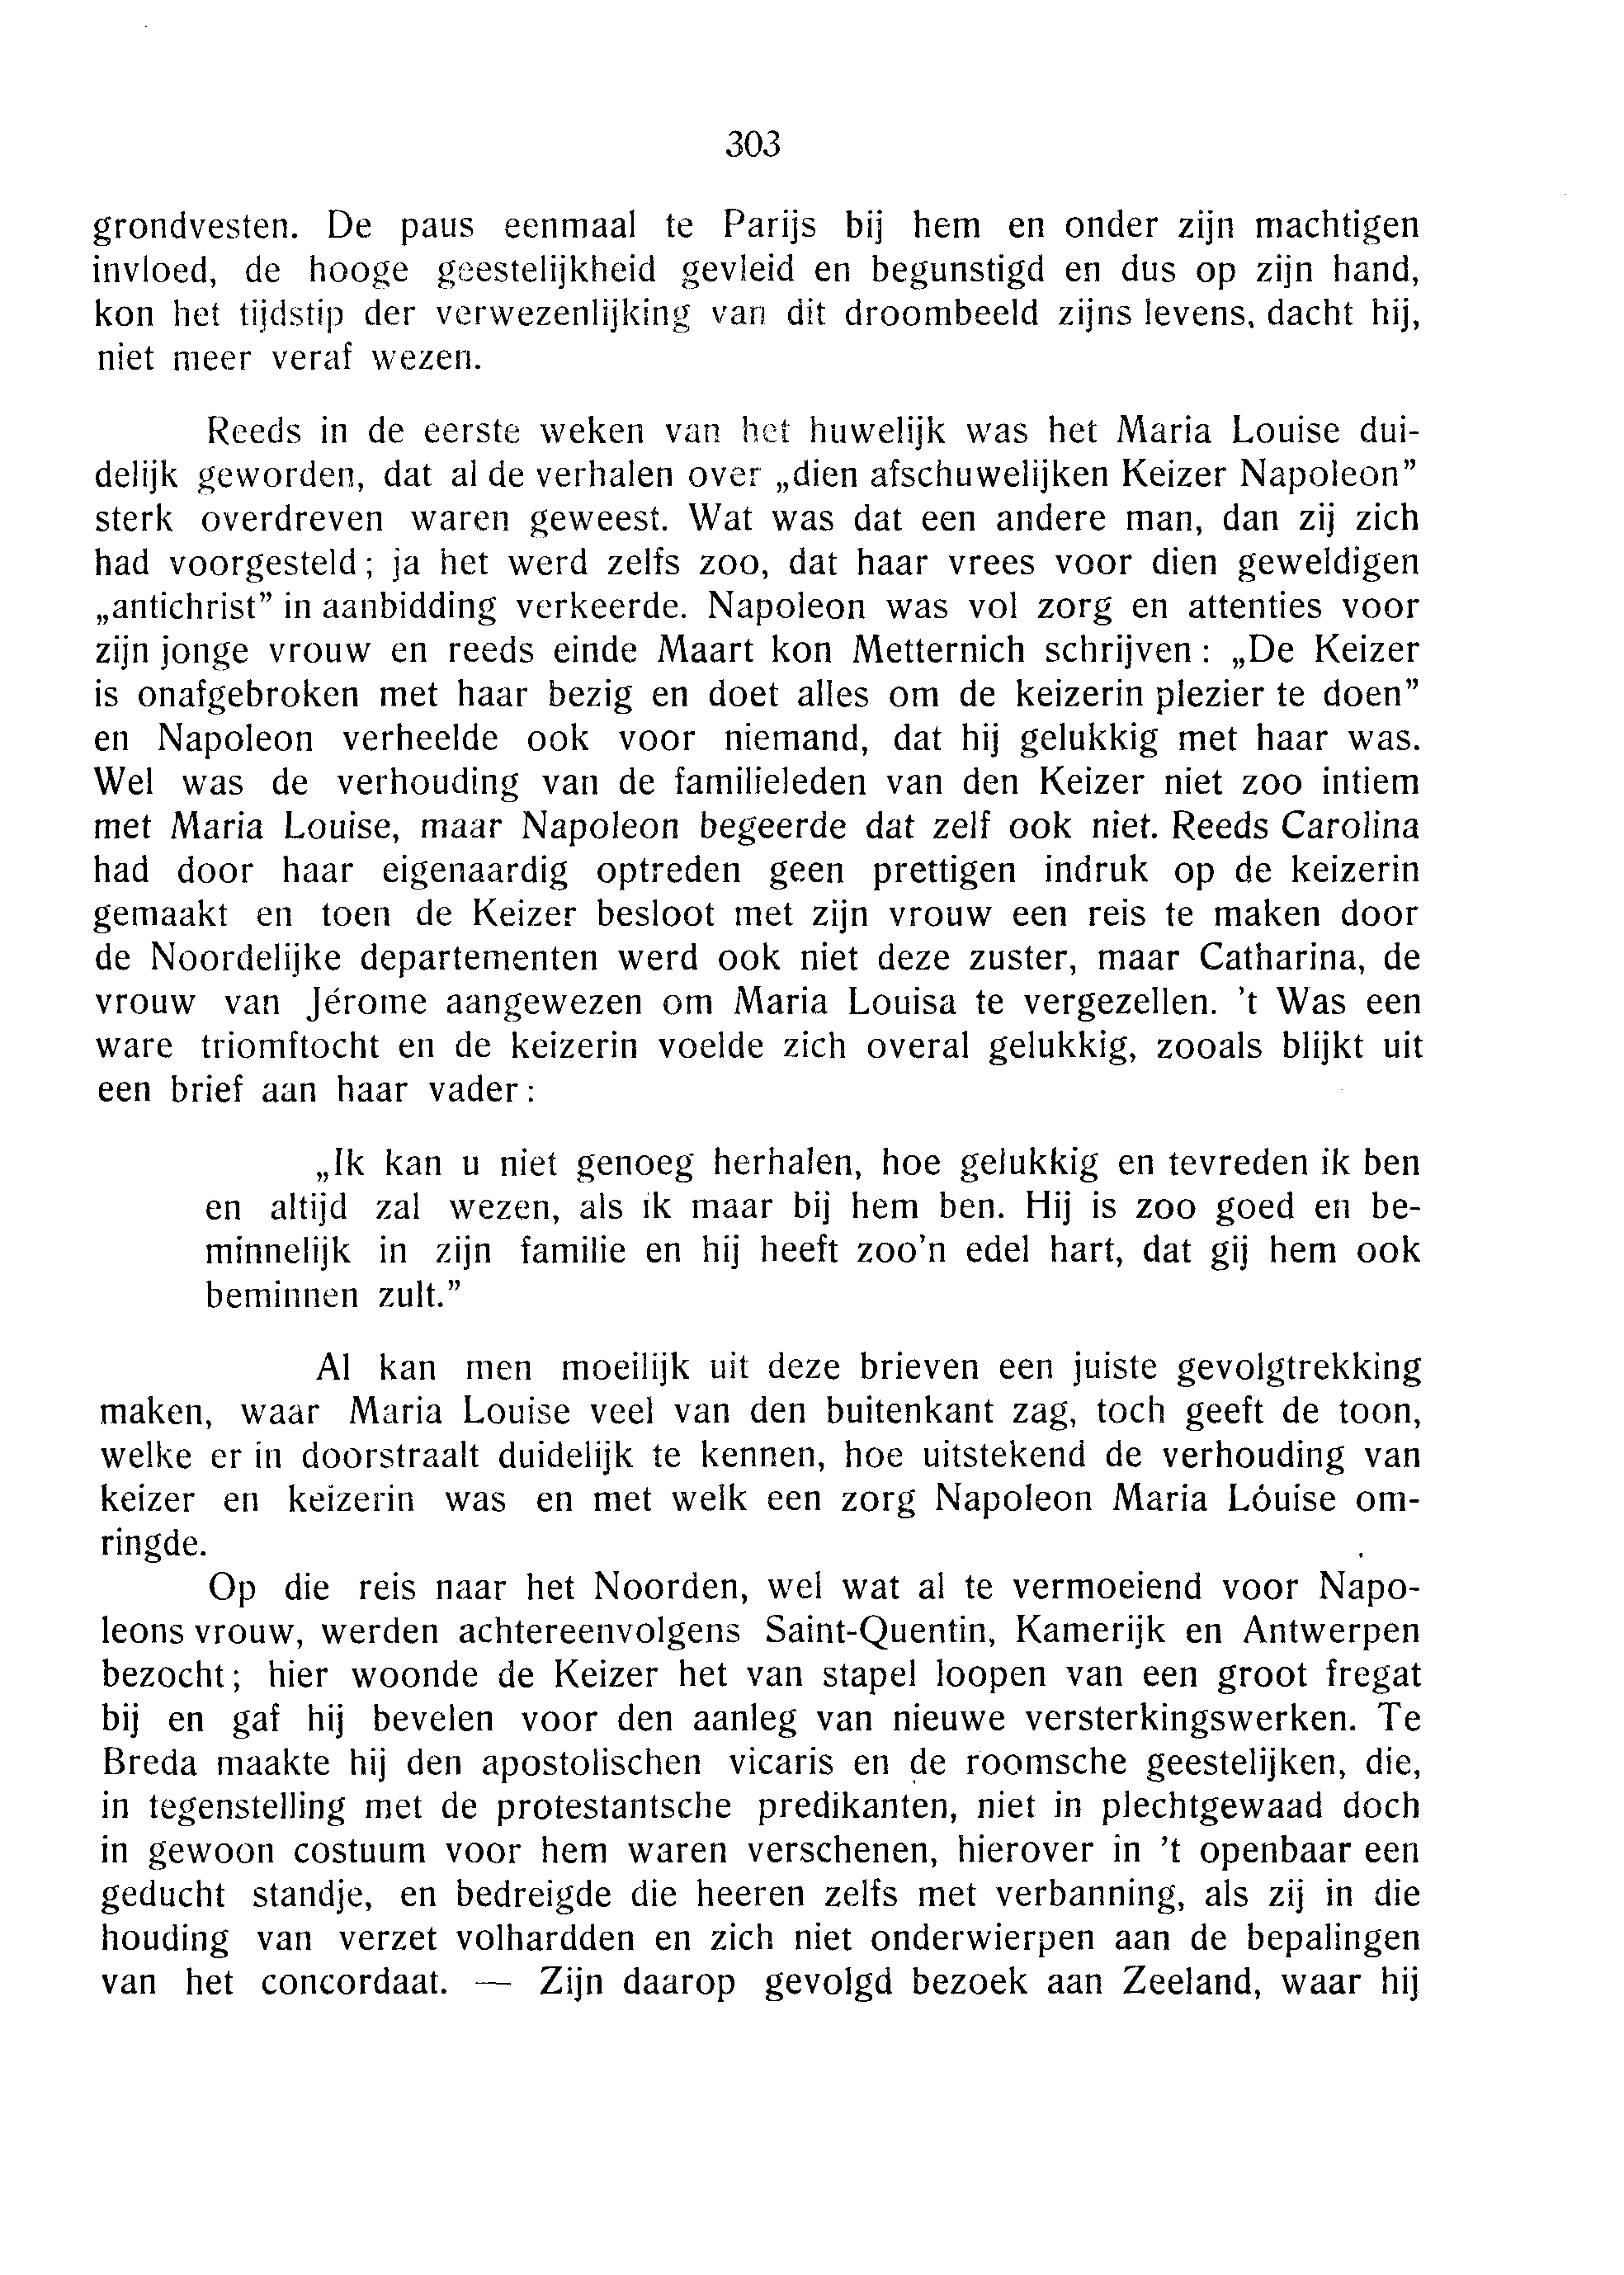 303
grondvesten. De paus eenmaal te Parijs bij hem en onder zijn machtigen
invloed, de hooge geestelijkheid gevleid en begunstigd en dus op zijn hand,
kon het tijdstip der verwezenlijking van dit droombeeld zijns levens, dacht hij,
niet meer veraf wezen.
Reeds in de eerste weken van het huwelijk was het Maria Louise dui-
delijk geworden, dat al de verhalen over „dien afschuwelijken Keizer Napoleon”
sterk overdreven waren geweest. Wat was dat een andere man, dan zij zich
had voorgesteld; ja het werd zelfs zoo, dat haar vrees voor dien geweldigen
„antichrist” in aanbidding verkeerde. Napoleon was vol zorg en attenties voor
zijn jonge vrouw en reeds einde Maart kon Metternich schrijven: „De Keizer
is onafgebroken met haar bezig en doet alles om de keizerin plezier te doen”
en Napoleon verheelde ook voor niemand, dat hij gelukkig met haar was.
Wel was de verhouding van de familieleden van den Keizer niet zoo intiem
met Maria Louise, maar Napoleon begeerde dat zelf ook niet. Reeds Carolina
had door haar eigenaardig optreden geen prettigen indruk op de keizerin
gemaakt en toen de Keizer besloot met zijn vrouw een reis te maken door
de Noordelijke departementen werd ook niet deze zuster, maar Catharina, de
vrouw van Jérome aangewezen om Maria Louisa te vergezellen. ’t Was een
ware triomftocht en de keizerin voelde zich overal gelukkig, zooals blijkt uit
een brief aan haar vader:
„Ik kan u niet genoeg herhalen, hoe gelukkig en tevreden ik ben
en altijd zal wezen, als ik maar bij hem ben. Hij is zoo goed en be-
minnelijk in zijn familie en hij heeft zoo’n edel hart, dat gij hem ook
beminnen zult.”
Al kan men moeilijk uit deze brieven een juiste gevolgtrekking
maken, waar Maria Louise veel van den buitenkant zag, toch geeft de toon,
welke er in doorstraalt duidelijk te kennen, hoe uitstekend de verhouding van
keizer en keizerin was en met welk een zorg Napoleon Maria Lóuise om-
ringde.
Op die reis naar het Noorden, wel wat al te vermoeiend voor Napo-
leons vrouw, werden achtereenvolgens Saint-Quentin, Kamerijk en Antwerpen
bezocht; hier woonde de Keizer het van stapel loopen van een groot fregat
bij en gaf hij bevelen voor den aanleg van nieuwe versterkingswerken. Te
Breda maakte hij den apostolischen vicaris en de roomsche geestelijken, die,
in tegenstelling met de protestantsche predikanten, niet in plechtgewaad doch
in gewoon costuum voor hem waren verschenen, hierover in ’t openbaar een
geducht standje, en bedreigde die heeren zelfs met verbanning, als zij in die
houding van verzet volhardden en zich niet onderwierpen aan de bepalingen
van het concordaat. — Zijn daarop gevolgd bezoek aan Zeeland, waar hij